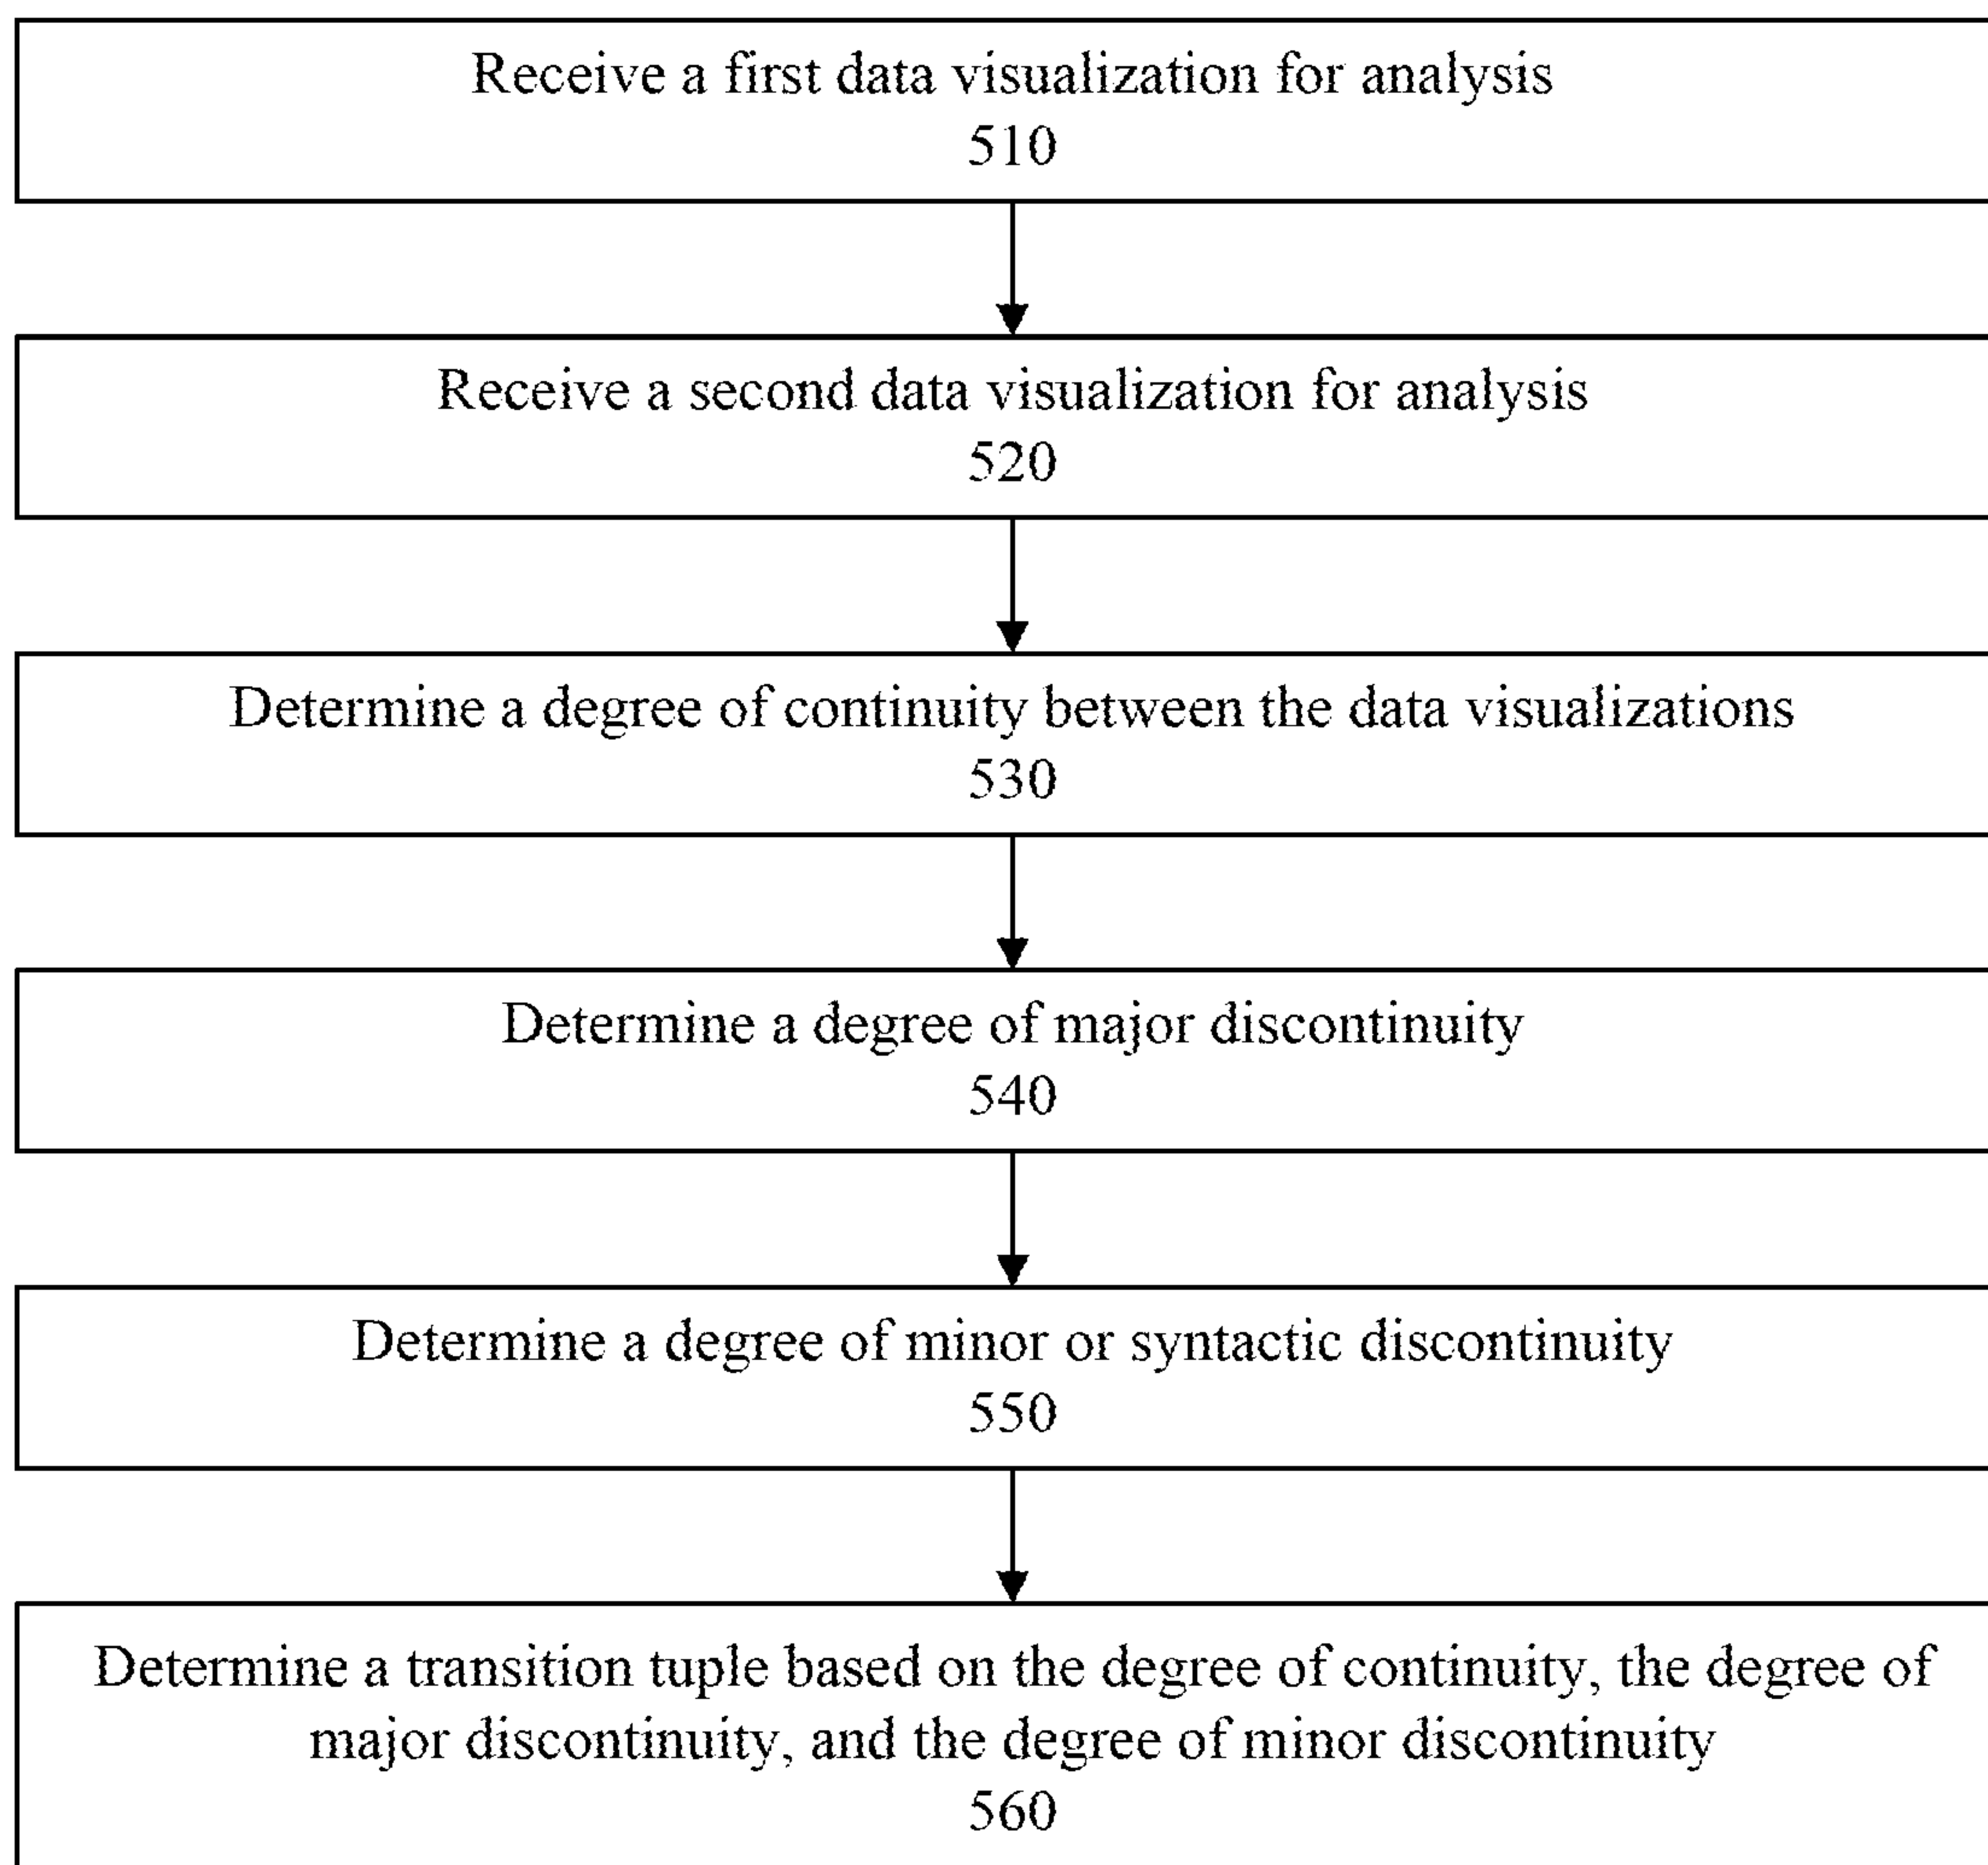 Receive a first data visualization for analysis
510
Receive a second data visualization for analysis
520
Determine a degree of continuity between the data visualizations
530
Determine a degree of major discontinuity
540
Determine a degree of minor or syntactic discontinuity
550
Determine a transition tuple based on the degree of continuity, the degree of
major discontinuity, and the degree of minor discontinuity
560